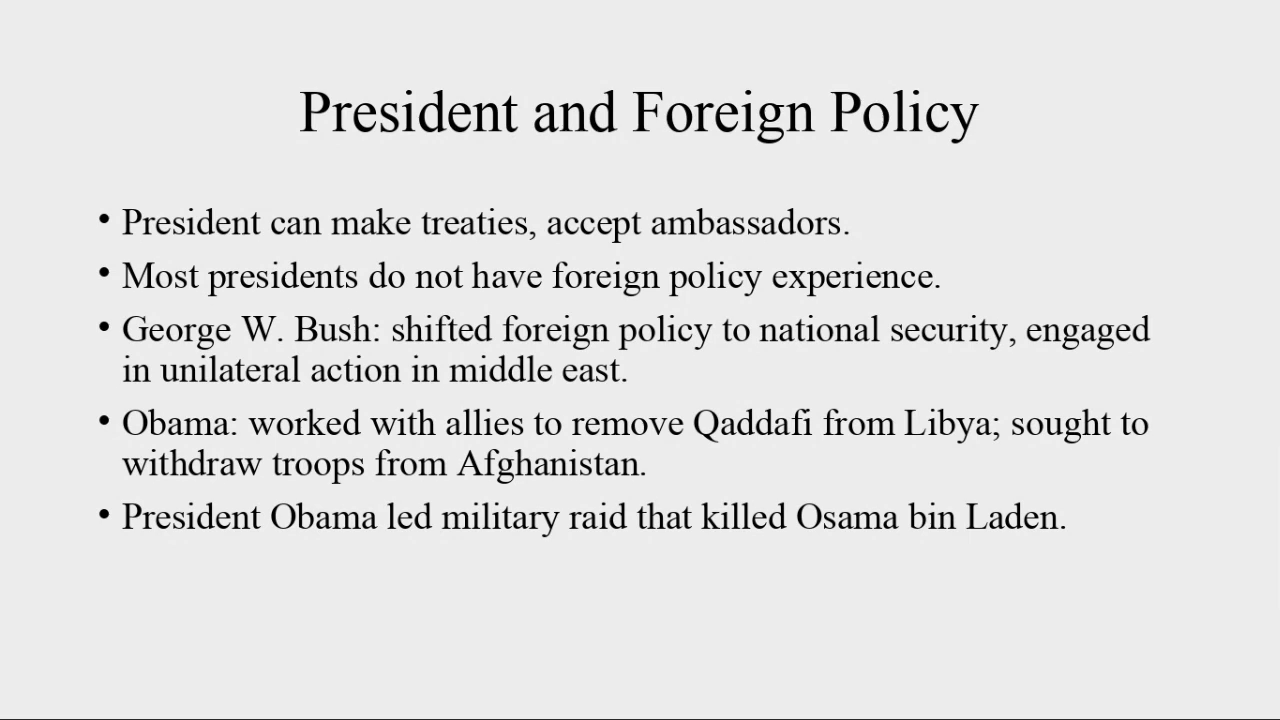 President and Foreign Policy
• President can make treaties, accept ambassadors.
• Most presidents do not have foreign policy experience.
• George W. Bush: shifted foreign policy to national security, engaged
in unilateral action in middle east.
• Obama: worked with allies to remove Qaddafi from Libya; sought to
withdraw troops from Afghanistan.
• President Obama led military raid that killed Osama bin Laden.